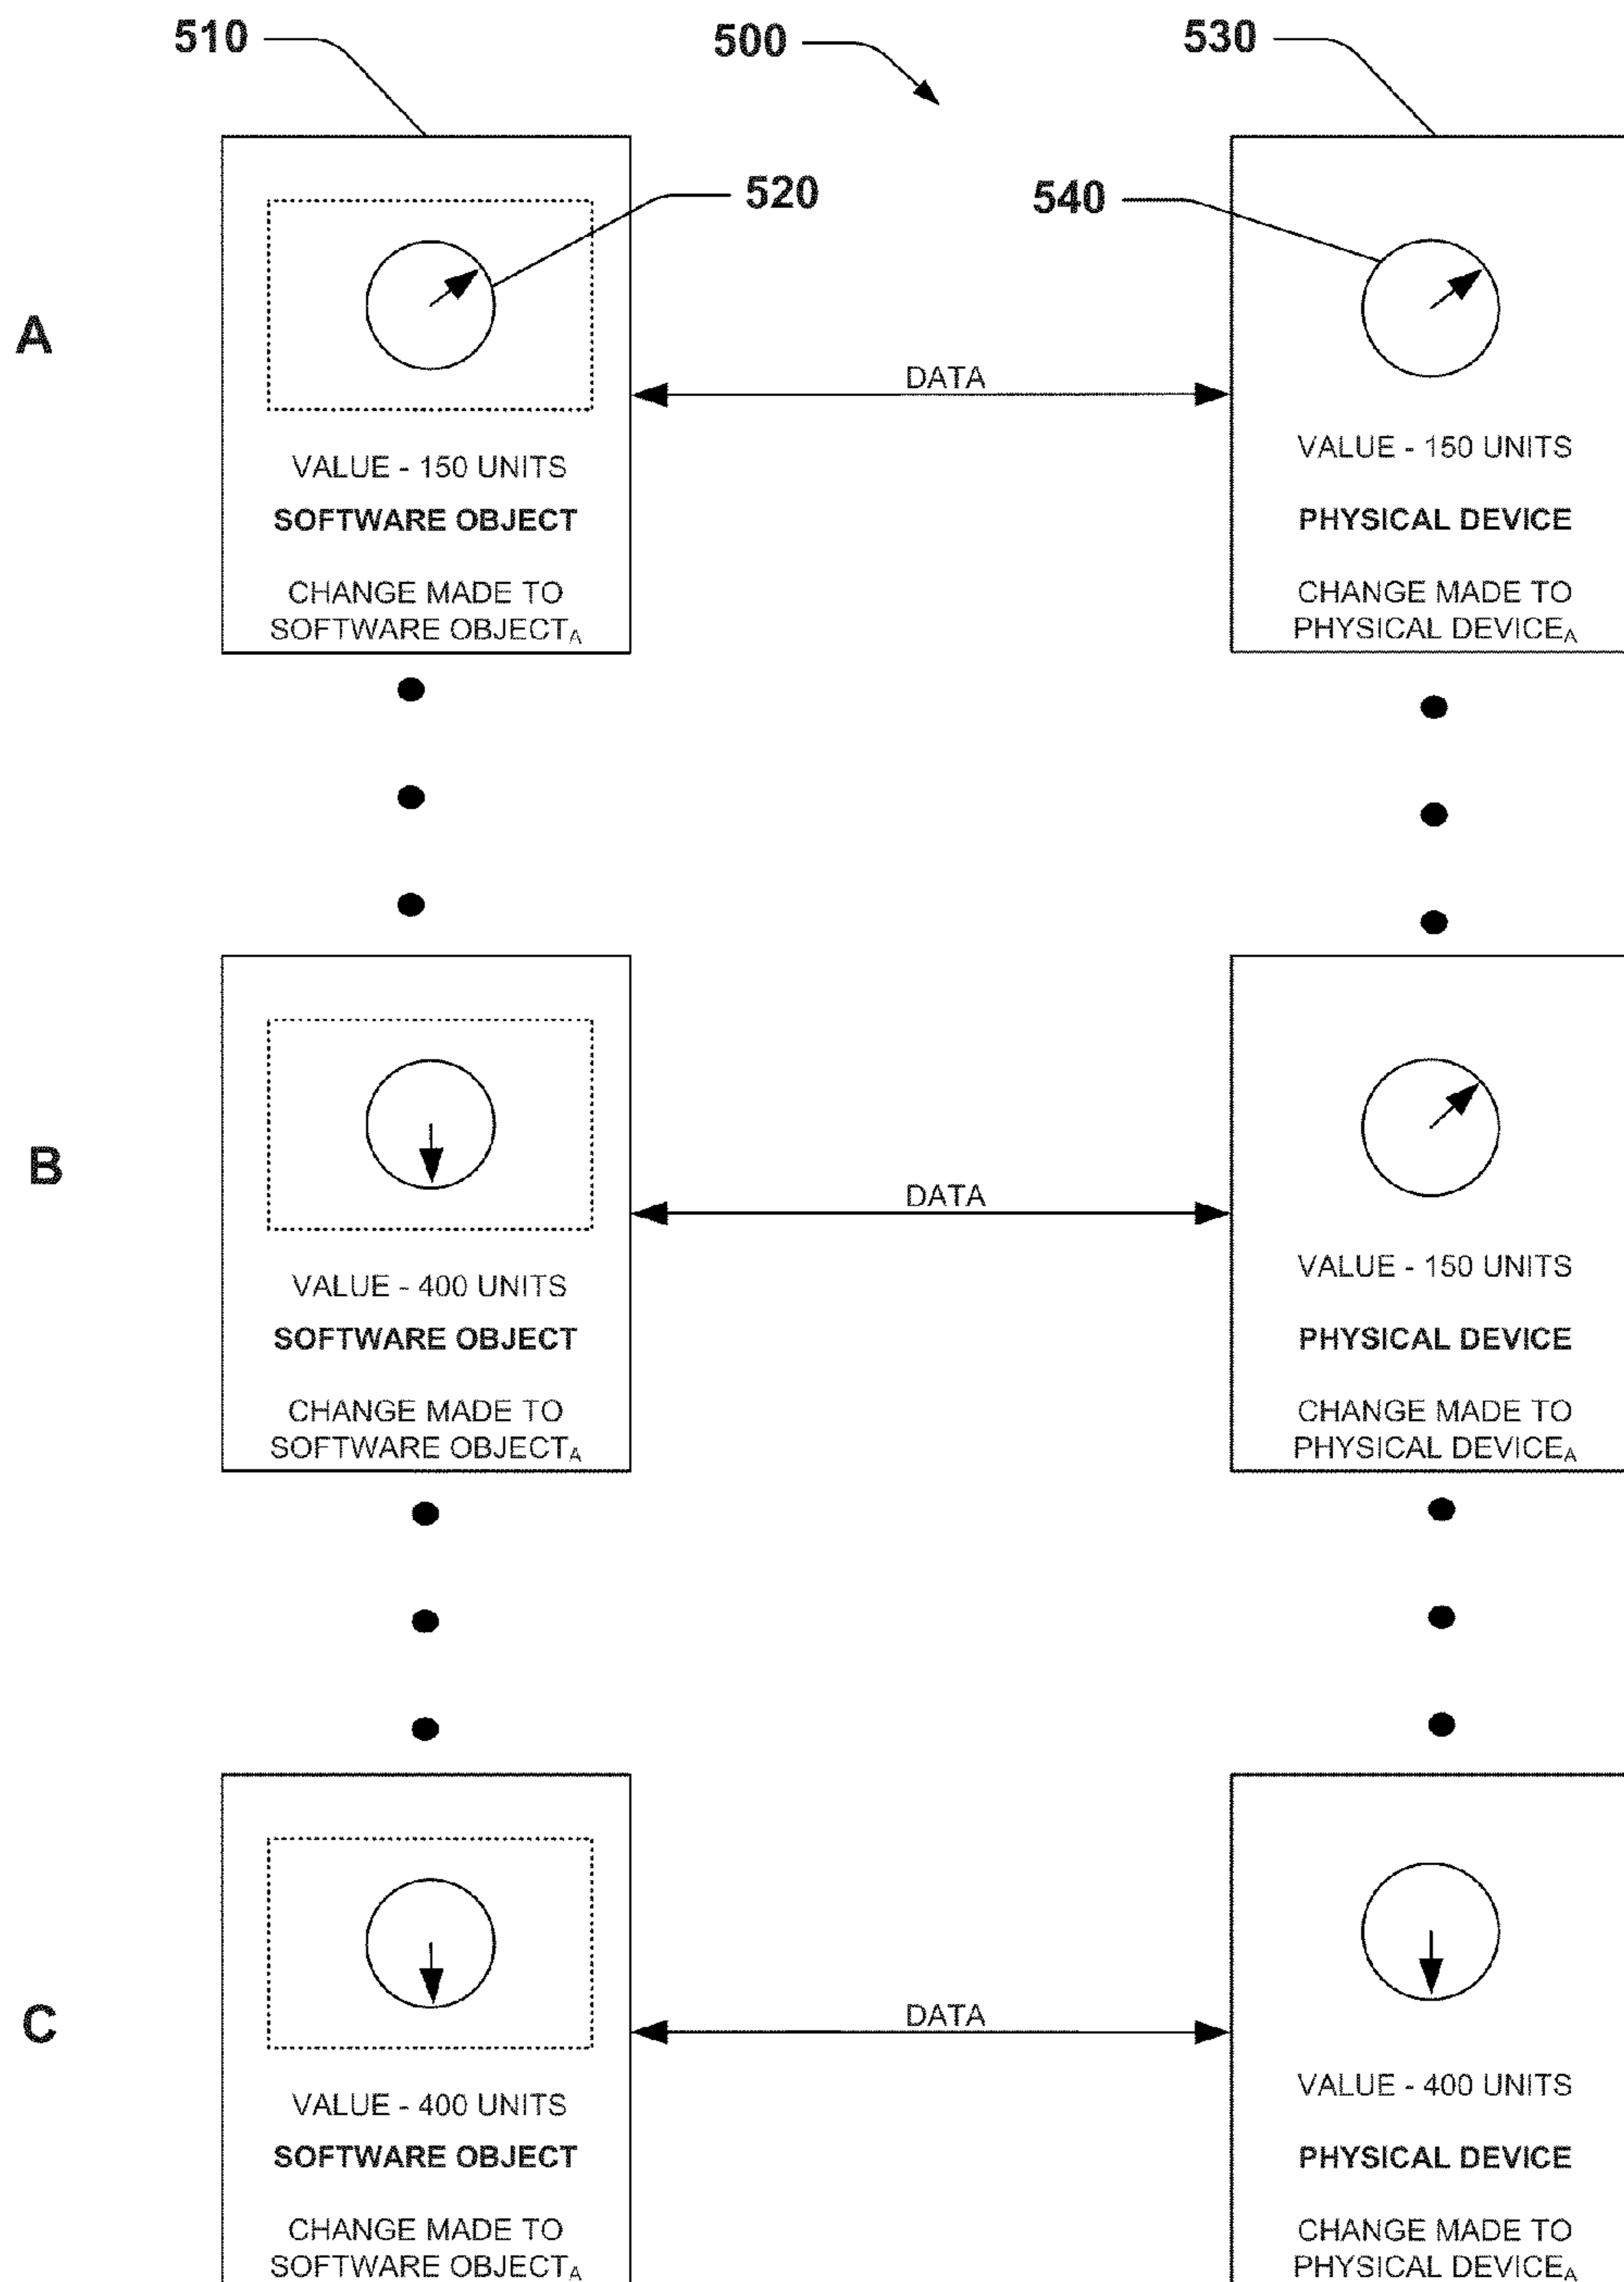 510
500
530
520
540
A
DATA
VALUE - 150 UNITS
SOFTWARE OBJECT
CHANGE MADE TO
SOFTWARE OBJECTA
VALUE - 150 UNITS
PHYSICAL DEVICE
CHANGE MADE TO
PHYSICAL DEVICEA
B
DATA
VALUE - 400 UNITS
SOFTWARE OBJECT
CHANGE MADE TO
SOFTWARE OBJECTA
VALUE - 150 UNITS
PHYSICAL DEVICE
CHANGE MADE TO
PHYSICAL DEVICEA
C
DATA
VALUE - 400 UNITS
SOFTWARE OBJECT
CHANGE MADE TO
SOFTWARE OBJECTA
VALUE - 400 UNITS
PHYSICAL DEVICE
CHANGE MADE TO
PHYSICAL DEVICEA